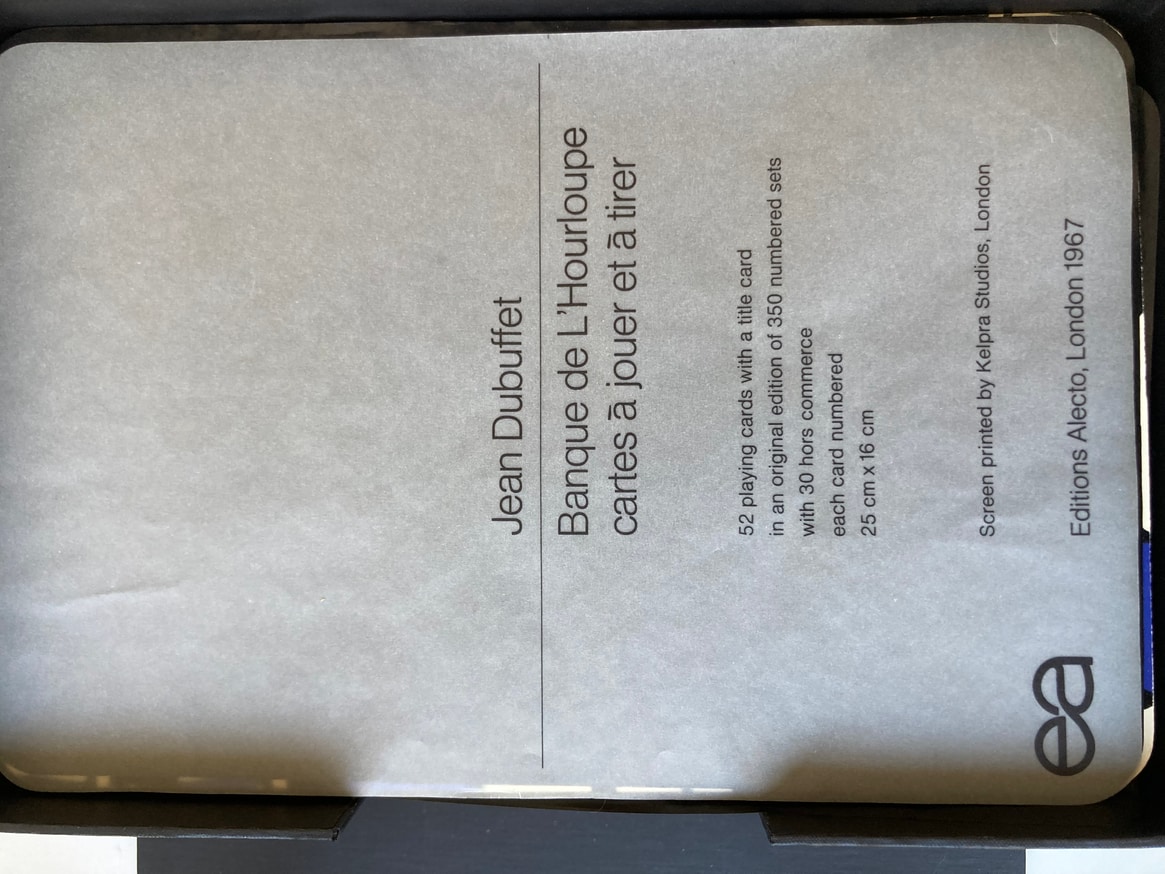 Jean Dubuffet
Banque de L'Hourloupe
cartes ā jouer et ā tirer
52 playing cards with a title card
in an original edition of 350 numbered sets
with 30 hors commerce
each card numbered
25 cm x 16 cm
Screen printed by Kelpra Studios, London
Editions Alecto, London 1967
ea